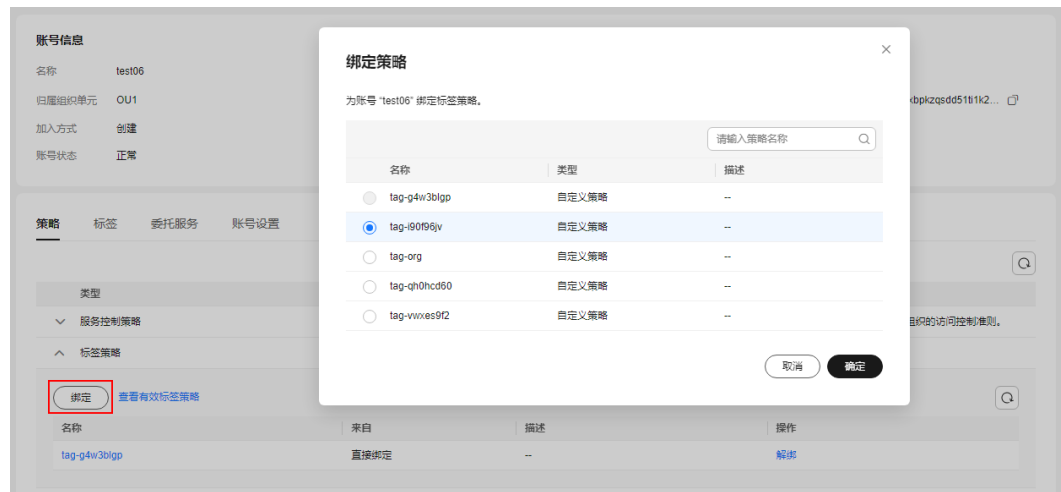 账号信息
名称 test06
归属组织单元 OU1
加入方式 创建
账号状态 正常
绑定策略
为账号 “test06” 绑定标签策略。
请输入策略名称
名称 类型 描述
tag-g4w3blgp 自定义策略 --
tag-i90f96jv 自定义策略 --
tag-org 自定义策略 --
tag-qh0hcd60 自定义策略 --
tag-vwxes9f2 自定义策略 --
取消 确定
策略 标签 委托服务 账号设置
类型
服务控制策略 组织的访问控制准则。
标签策略
绑定 查看有效标签策略
名称 来自 描述 操作
tag-g4w3blgp 直接绑定 -- 解绑